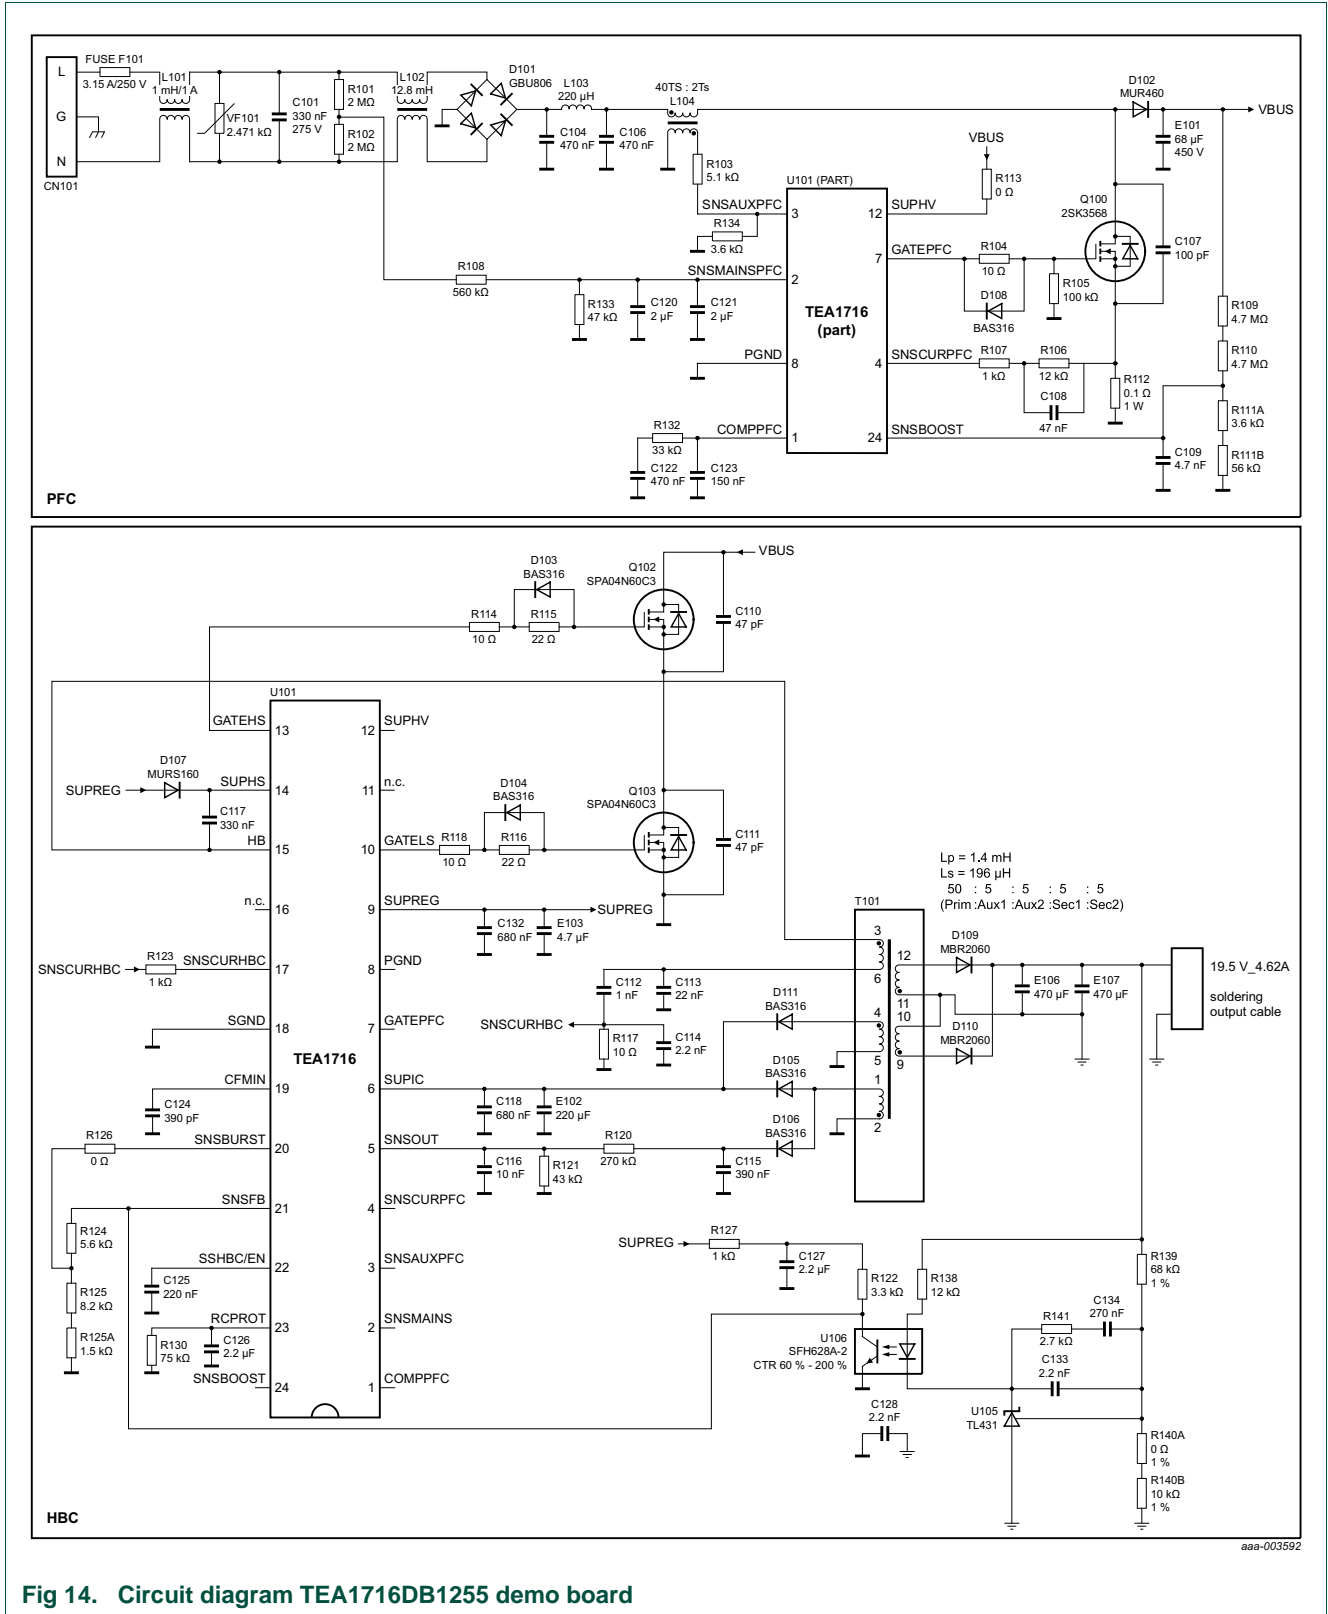 FUSE F101
3.15 A/250 V
L
G
N
CN101
L101
1 mH/1 A
VF101
2.471 kΩ
C101
330 nF
275 V
R101
2 MΩ
R102
2 MΩ
L102
12.8 mH
D101
GBU806
L103
220 μH
C104
470 nF
C106
470 nF
40TS : 2Ts
L104
R103
5.1 kΩ
D102
MUR460
VBUS
E101
68 μF
450 V
VBUS
R113
0 Ω
U101 (PART)
SNSAUXPFC
3
12
SUPHV
R134
3.6 kΩ
Q100
2SK3568
C107
100 pF
7
GATEPFC
R104
10 Ω
D108
BAS316
R105
100 kΩ
R108
560 kΩ
SNSMAINSPFC
2
R133
47 kΩ
C120
2 μF
C121
2 μF
TEA1716
(part)
R109
4.7 MΩ
R110
4.7 MΩ
PGND
8
4
SNSCURPFC
R107
1 kΩ
R106
12 kΩ
C108
47 nF
R112
0.1 Ω
1 W
R111A
3.6 kΩ
R111B
56 kΩ
R132
33 kΩ
COMPPFC
1
24
SNSBOOST
C122
470 nF
C123
150 nF
C109
4.7 nF
PFC
VBUS
D103
BAS316
Q102
SPA04N60C3
R114
10 Ω
R115
22 Ω
C110
47 pF
U101
GATEHS
13
12
SUPHV
D107
MURS160
SUPREG
SUPHS
14
11
n.c.
C117
330 nF
HB
15
10
GATELS
R118
10 Ω
D104
BAS316
R116
22 Ω
Q103
SPA04N60C3
C111
47 pF
n.c.
16
9
SUPREG
SUPREG
C132
680 nF
E103
4.7 μF
Lp = 1.4 mH
Ls = 196 μH
50 : 5 : 5 : 5 : 5
(Prim :Aux1 :Aux2 :Sec1 :Sec2)
T101
3
6
4
5
1
2
12
11
10
9
D109
MBR2060
D110
MBR2060
E106
470 μF
E107
470 μF
19.5 V_4.62A
soldering
output cable
SNSCURHBC
R123
1 kΩ
SNSCURHBC
17
8
PGND
C112
1 nF
C113
22 nF
SNSCURHBC
R117
10 Ω
C114
2.2 nF
D111
BAS316
SGND
18
7
GATEPFC
TEA1716
D105
BAS316
CFMIN
19
6
SUPIC
C124
390 pF
C118
680 nF
E102
220 μF
D106
BAS316
R126
0 Ω
SNSBURST
20
5
SNSOUT
R120
270 kΩ
C116
10 nF
R121
43 kΩ
C115
390 nF
SNSFB
21
4
SNSCURPFC
R124
5.6 kΩ
SUPREG
R127
1 kΩ
C127
2.2 μF
SSHBC/EN
22
3
SNSAUXPFC
C125
220 nF
R125
8.2 kΩ
R122
3.3 kΩ
R138
12 kΩ
R139
68 kΩ
1 %
RCPROT
23
2
SNSMAINS
R125A
1.5 kΩ
R130
75 kΩ
C126
2.2 μF
R141
2.7 kΩ
C134
270 nF
U106
SFH628A-2
CTR 60 % - 200 %
C133
2.2 nF
SNSBOOST
24
1
COMPPFC
C128
2.2 nF
U105
TL431
R140A
0 Ω
1 %
R140B
10 kΩ
1 %
HBC
aaa-003592
Fig 14. Circuit diagram TEA1716DB1255 demo board